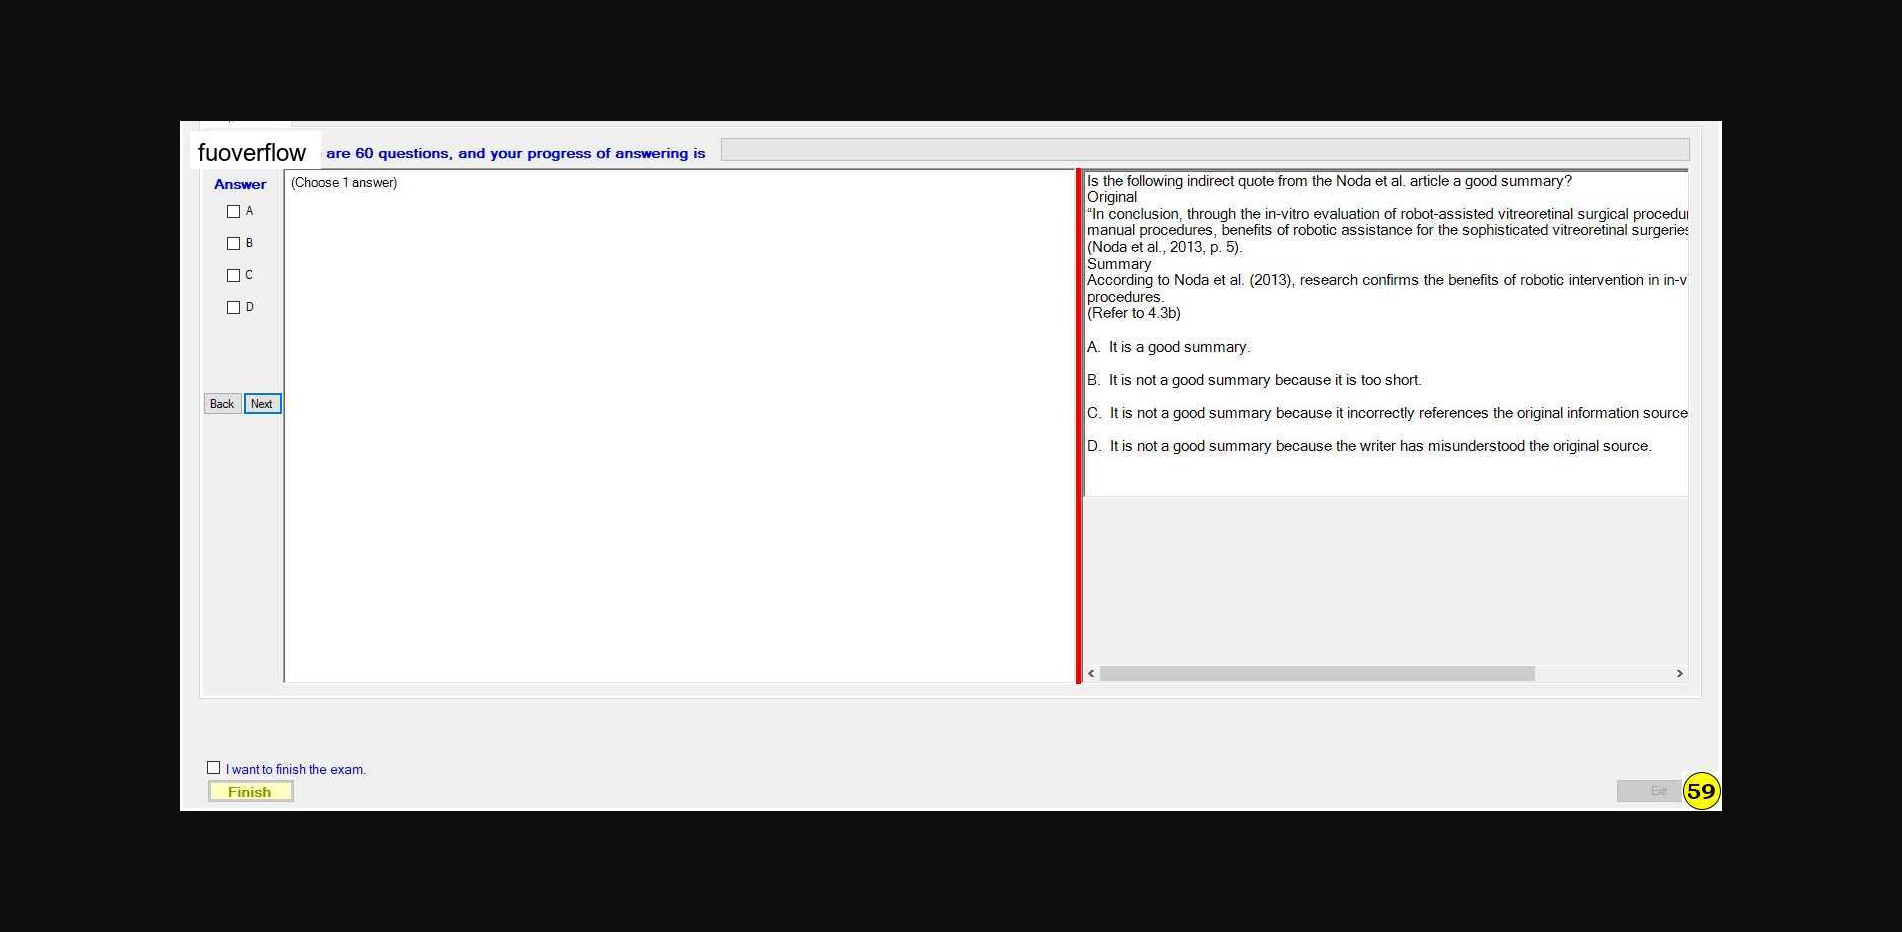 fuoverflow are 60 questions, and your progress of answering is
Answer
A
B
C
D
Back Next
(Choose 1 answer)
Is the following indirect quote from the Noda et al. article a good summary?
Original
“In conclusion, through the in-vitro evaluation of robot-assisted vitreoretinal surgical procedu
manual procedures, benefits of robotic assistance for the sophisticated vitreoretinal surgeries
(Noda et al., 2013, p. 5).
Summary
According to Noda et al. (2013), research confirms the benefits of robotic intervention in in-v
procedures.
(Refer to 4.3b)
A. It is a good summary.
B. It is not a good summary because it is too short.
C. It is not a good summary because it incorrectly references the original information source
D. It is not a good summary because the writer has misunderstood the original source.
I want to finish the exam.
Finish
Exit 59